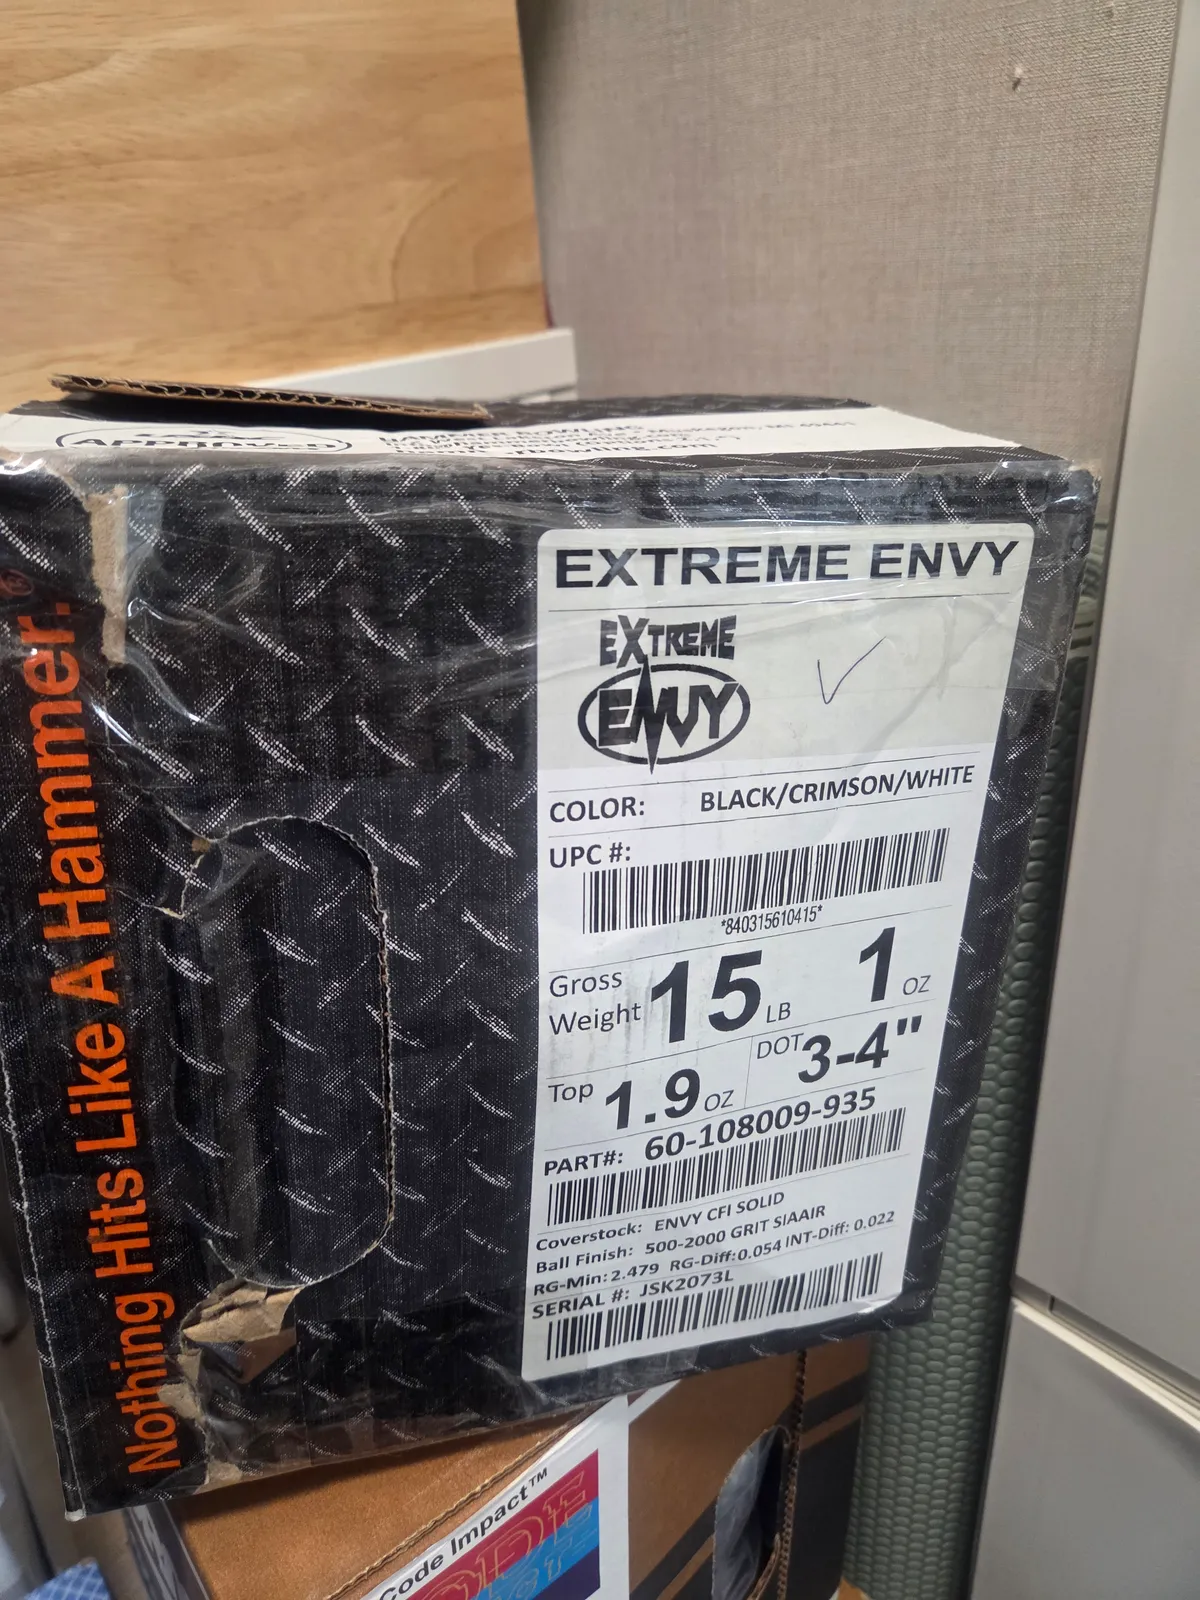 APPROVED
Nothing Hits Like A Hammer.®
EXTREME ENVY
EXTREME
ENVY
COLOR: BLACK/CRIMSON/WHITE
UPC #:
*840315610415*
Gross Weight 15 LB 1 OZ
Top 1.9 OZ DOT 3-4"
PART#: 60-108009-935
Coverstock: ENVY CFI SOLID
Ball Finish: 500-2000 GRIT SIAAIR
RG-Min: 2.479 RG-Diff: 0.054 INT-Diff: 0.022
SERIAL #: JSK2073L
Code Impact™